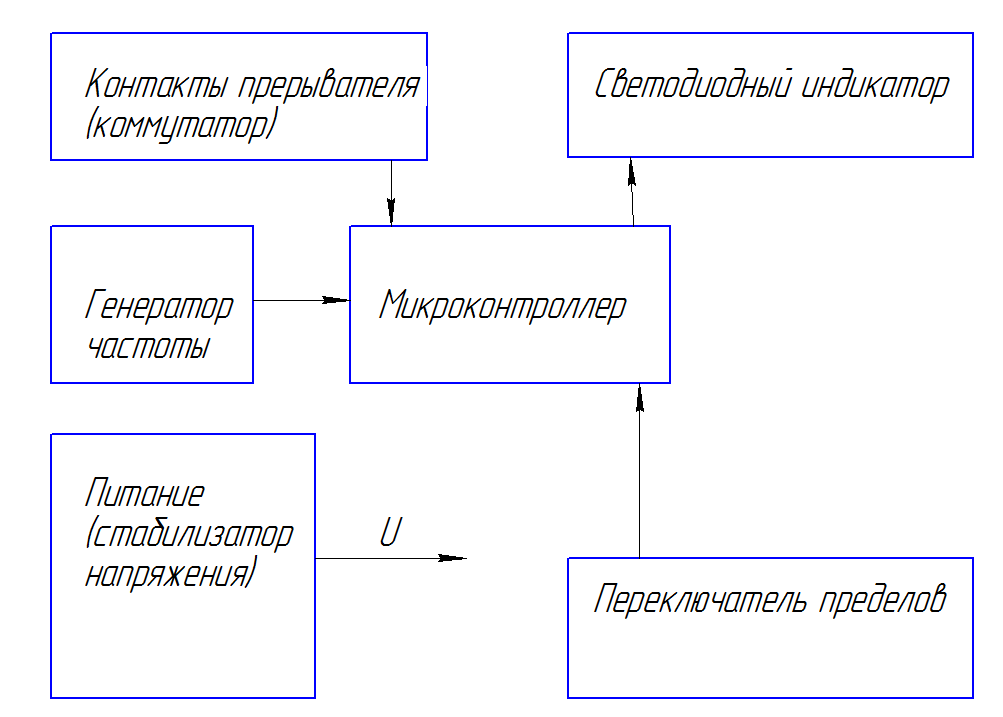 Контакты прерывателя
(коммутатор)
Светодиодный индикатор
Генератор
частоты
Микроконтроллер
Питание
(стабилизатор
напряжения)
U
Переключатель пределов